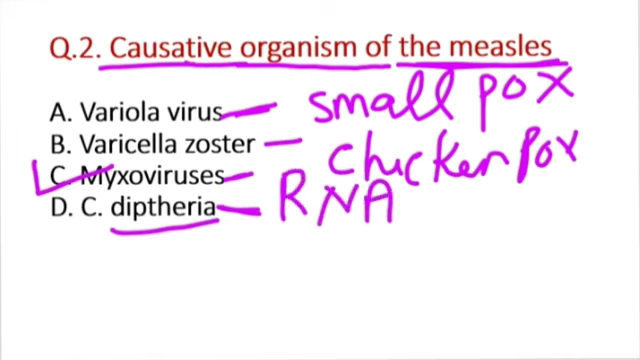 Q.2. Causative organism of the measles
A. Variola virus - small pox
B. Varicella zoster - chicken pox
C. Myxoviruses -
D. C. diptheria - RNA